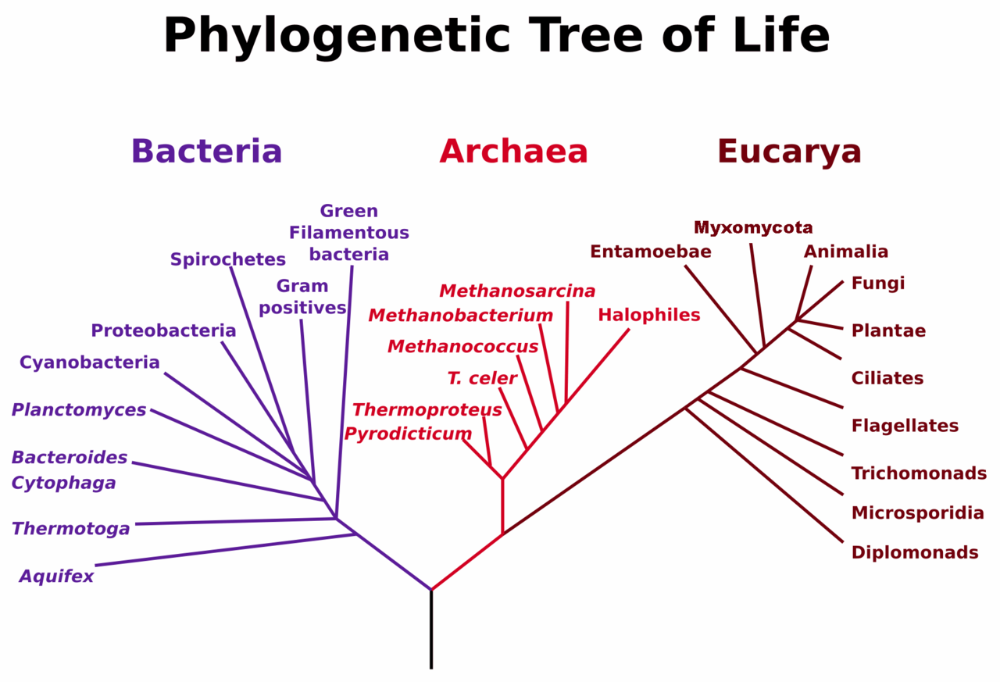 Phylogenetic Tree of Life
Bacteria
Archaea
Eucarya
Green
Filamentous
bacteria
Spirochetes
Gram
positives
Proteobacteria
Cyanobacteria
Planctomyces
Bacteroides
Cytophaga
Thermotoga
Aquifex
Methanosarcina
Methanobacterium
Halophiles
Methanococcus
T. celer
Thermoproteus
Pyrodicticum
Myxomycota
Entamoebae
Animalia
Fungi
Plantae
Ciliates
Flagellates
Trichomonads
Microsporidia
Diplomonads